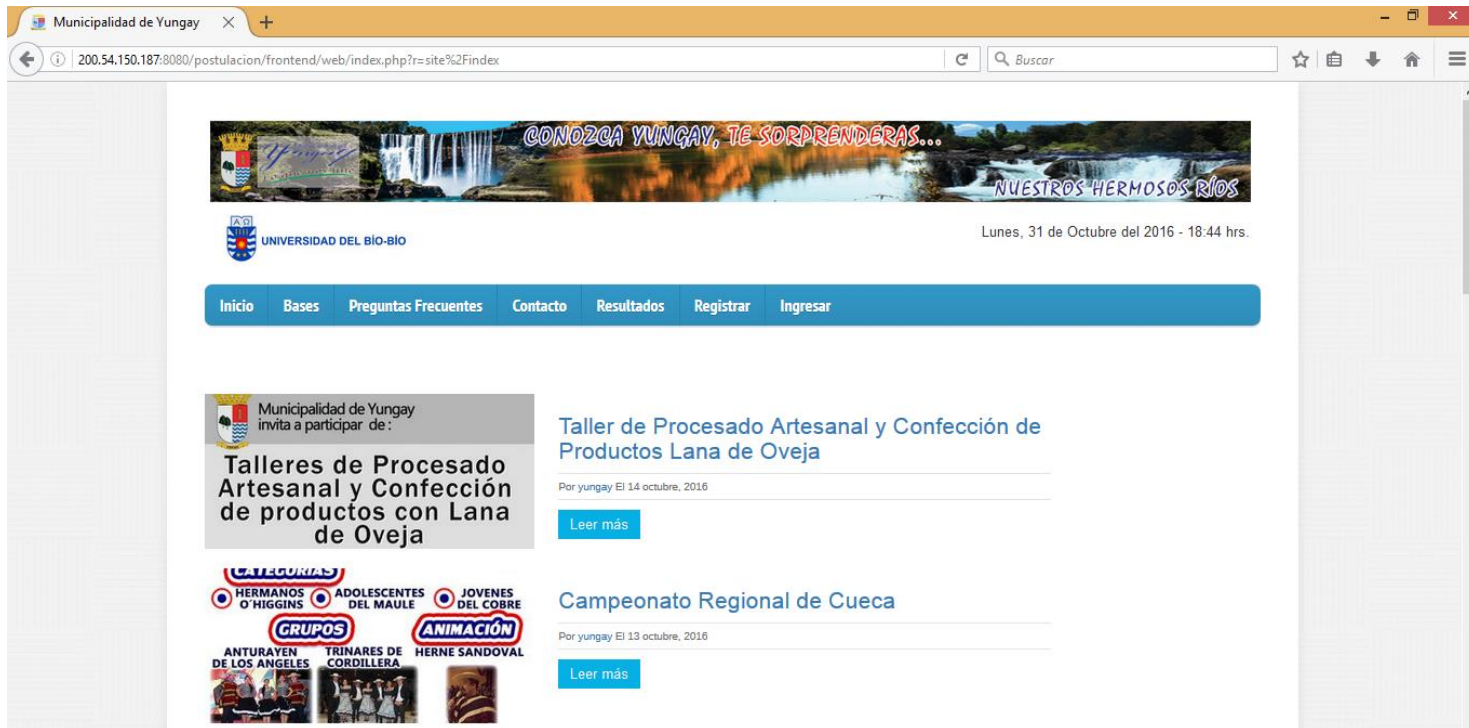 Municipalidad de Yungay
200.54.150.187:8080/postulacion/frontend/web/index.php?r=site%2Findex
Buscar
Yungay
CONOZCA YUNGAY, TE SORPRENDERAS...
NUESTROS HERMOSOS RÍOS
UNIVERSIDAD DEL BÍO-BÍO
Lunes, 31 de Octubre del 2016 - 18:44 hrs.
Inicio Bases Preguntas Frecuentes Contacto Resultados Registrar Ingresar
Municipalidad de Yungay
invita a participar de :
Talleres de Procesado
Artesanal y Confección
de productos con Lana
de Oveja
Taller de Procesado Artesanal y Confección de
Productos Lana de Oveja
Por yungay El 14 octubre, 2016
Leer más
CATEGORIAS
HERMANOS O'HIGGINS
ADOLESCENTES DEL MAULE
JOVENES DEL COBRE
GRUPOS
ANIMACIÓN
ANTURAYEN DE LOS ANGELES
TRINARES DE CORDILLERA
HERNE SANDOVAL
Campeonato Regional de Cueca
Por yungay El 13 octubre, 2016
Leer más